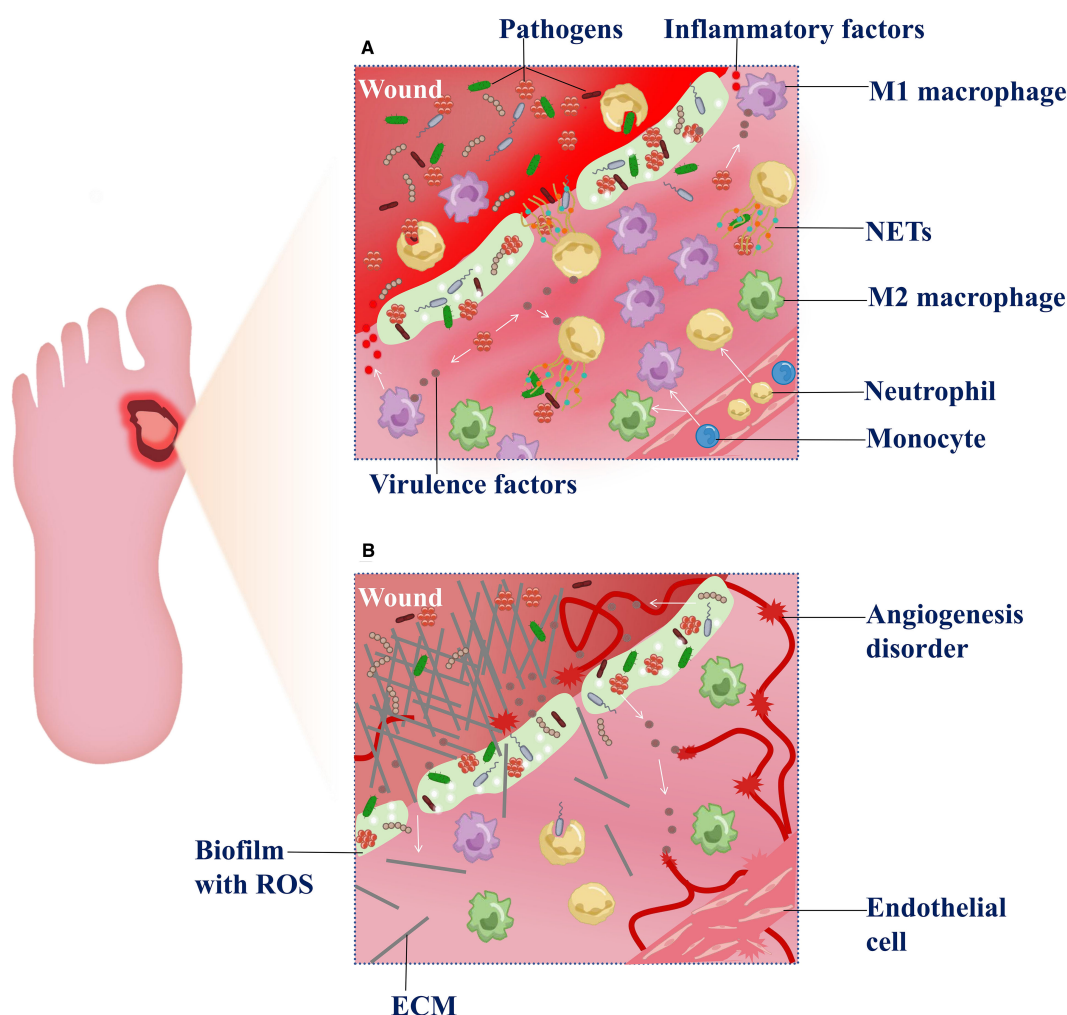 Pathogens
Inflammatory factors
A
Wound
M1 macrophage
NETs
M2 macrophage
Neutrophil
Monocyte
Virulence factors
B
Wound
Angiogenesis
disorder
Biofilm
with ROS
Endothelial
cell
ECM